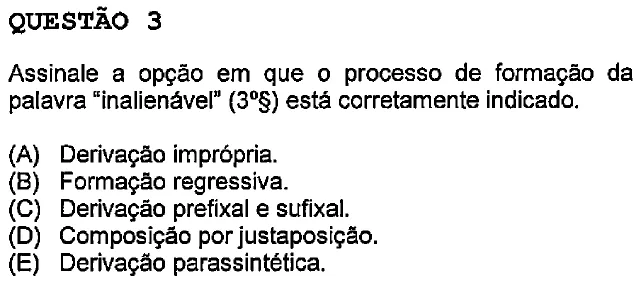 QUESTÃO 3
Assinale a opção em que o processo de formação da
palavra "inalienável" (3º§) está corretamente indicado.
(A) Derivação imprópria.
(B) Formação regressiva.
(C) Derivação prefixal e sufixal.
(D) Composição por justaposição.
(E) Derivação parassintética.